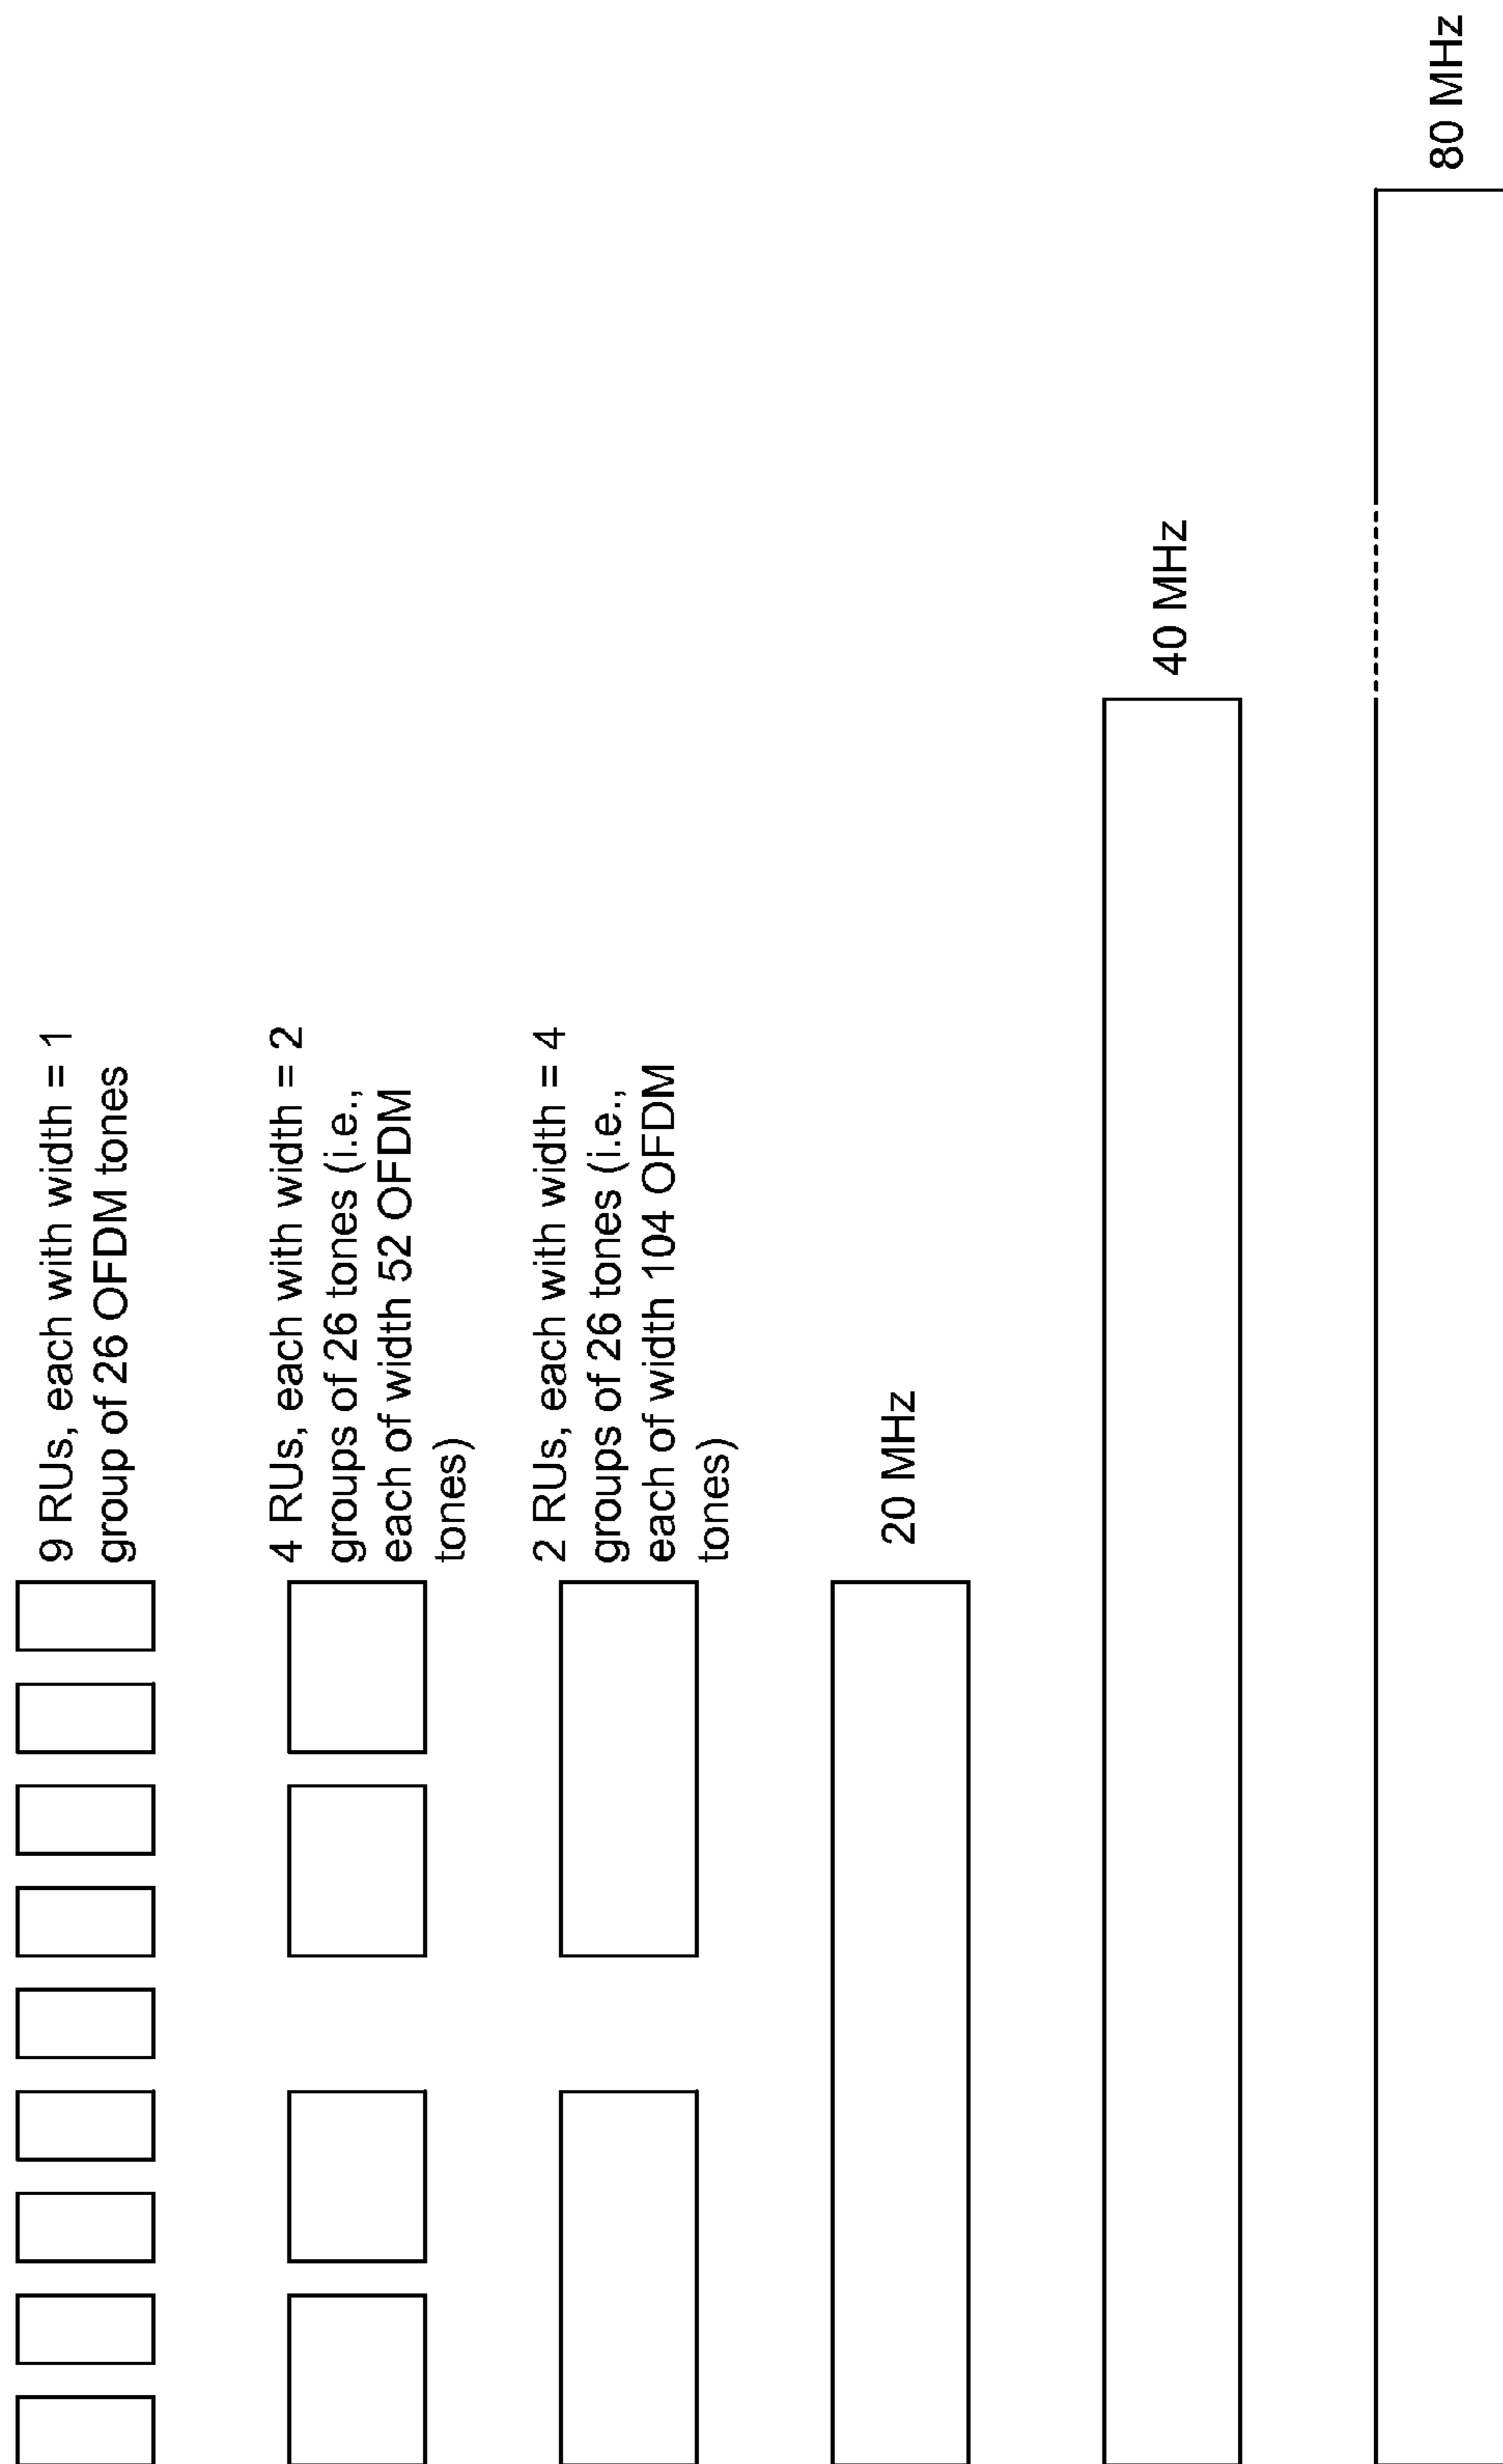 9 RUs, each with width = 1
group of 26 OFDM tones
4 RUs, each with width = 2
groups of 26 tones (i.e.,
each of width 52 OFDM
tones)
2 RUs, each with width = 4
groups of 26 tones (i.e.,
each of width 104 OFDM
tones)
20 MHz
40 MHz
80 MHz